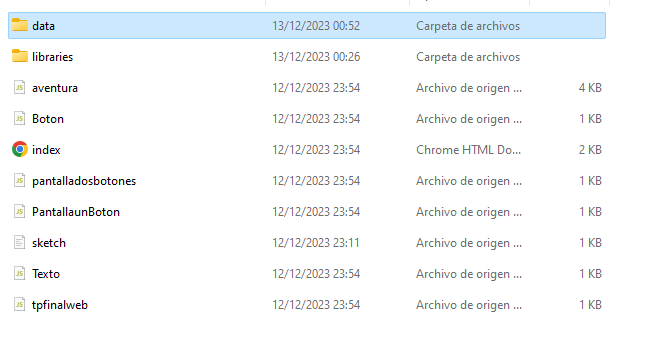 data 13/12/2023 00:52 Carpeta de archivos
libraries 13/12/2023 00:26 Carpeta de archivos
aventura 12/12/2023 23:54 Archivo de origen ... 4 KB
Boton 12/12/2023 23:54 Archivo de origen ... 1 KB
index 12/12/2023 23:54 Chrome HTML Do... 2 KB
pantalladosbotones 12/12/2023 23:54 Archivo de origen ... 1 KB
PantallaunBoton 12/12/2023 23:54 Archivo de origen ... 1 KB
sketch 12/12/2023 23:11 Archivo de origen ... 1 KB
Texto 12/12/2023 23:54 Archivo de origen ... 1 KB
tpfinalweb 12/12/2023 23:54 Archivo de origen ... 1 KB